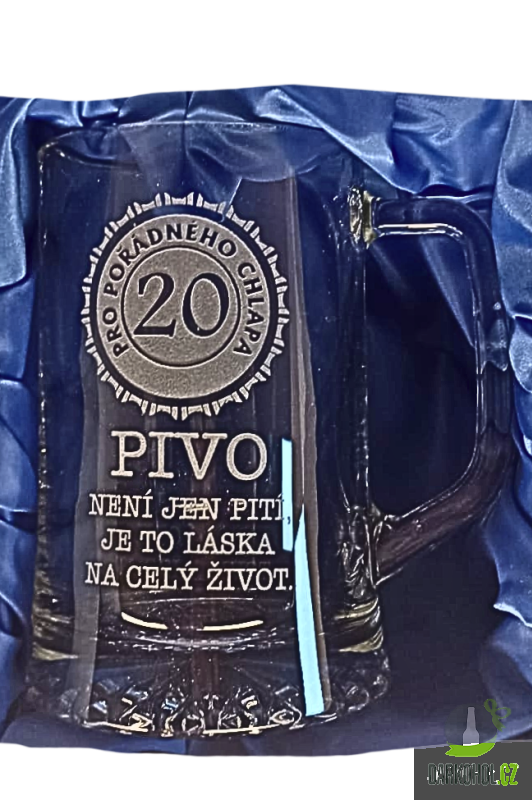 PRO POŘÁDNÉHO CHLAPA
20
PIVO
NENÍ JEN PITÍ,
JE TO LÁSKA
NA CELÝ ŽIVOT.
DARKOHOL.CZ